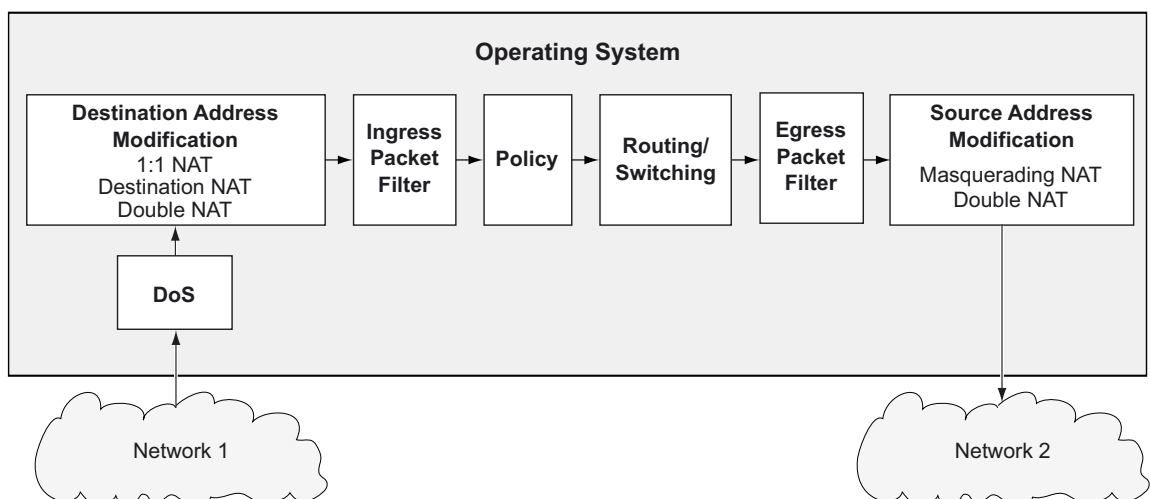 Operating System
Destination Address
Modification
1:1 NAT
Destination NAT
Double NAT
Ingress
Packet
Filter
Policy
Routing/
Switching
Egress
Packet
Filter
Source Address
Modification
Masquerading NAT
Double NAT
DoS
Network 1
Network 2